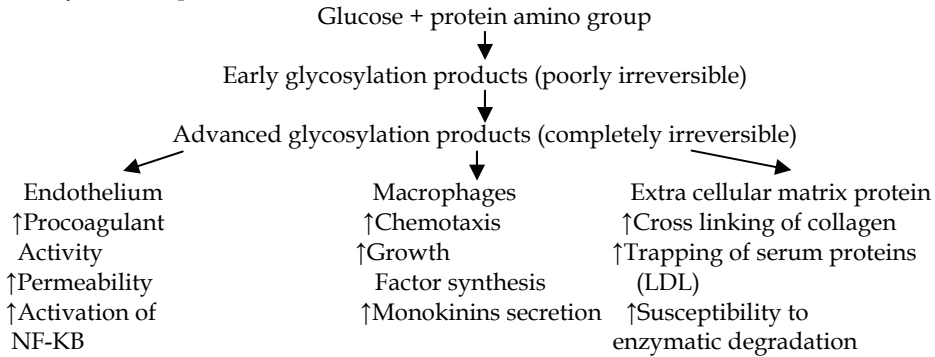 Glucose + protein amino group
Early glycosylation products (poorly irreversible)
Advanced glycosylation products (completely irreversible)
Endothelium
↑Procoagulant
Activity
↑Permeability
↑Activation of
NF-KB
Macrophages
↑Chemotaxis
↑Growth
Factor synthesis
↑Monokinins secretion
Extra cellular matrix protein
↑Cross linking of collagen
↑Trapping of serum proteins
(LDL)
↑Susceptibility to
enzymatic degradation